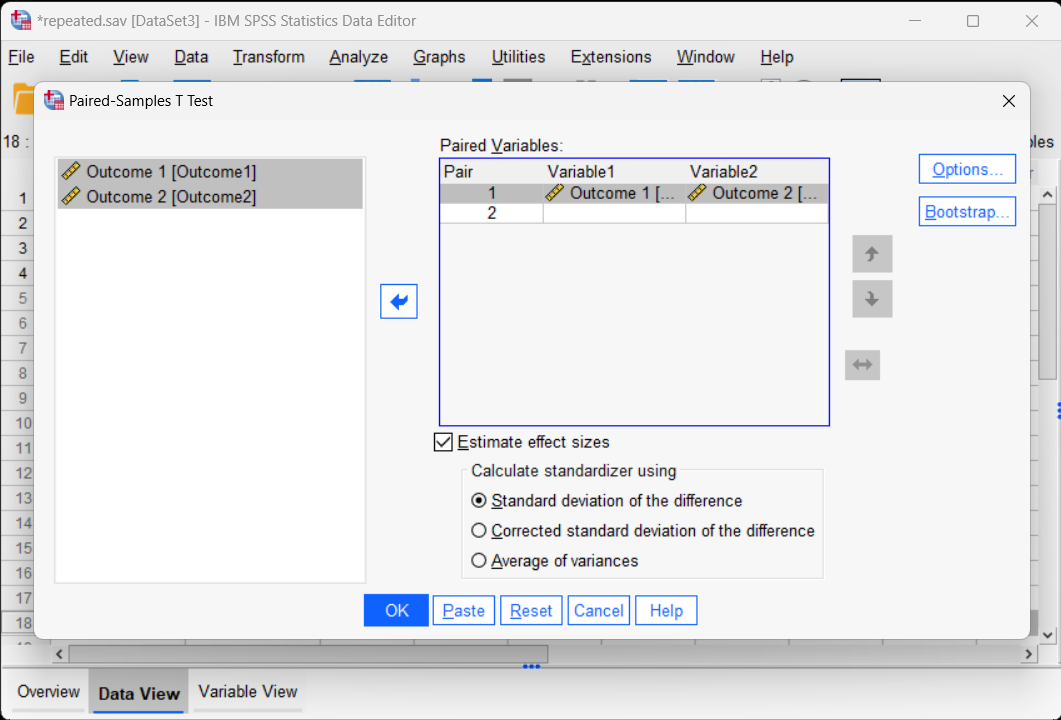 *repeated.sav [DataSet3] - IBM SPSS Statistics Data Editor
File Edit View Data Transform Analyze Graphs Utilities Extensions Window Help
Paired-Samples T Test
18 :
Paired Variables:
Pair Variable1 Variable2
1 Outcome 1 [... Outcome 2 [...
2
Outcome 1 [Outcome1]
Outcome 2 [Outcome2]
Options...
Bootstrap...
1
2
3
4
5
6
7
8
9
10
11
12
13
14
15
16
17
18
Estimate effect sizes
Calculate standardizer using
Standard deviation of the difference
Corrected standard deviation of the difference
Average of variances
OK Paste Reset Cancel Help
Overview Data View Variable View